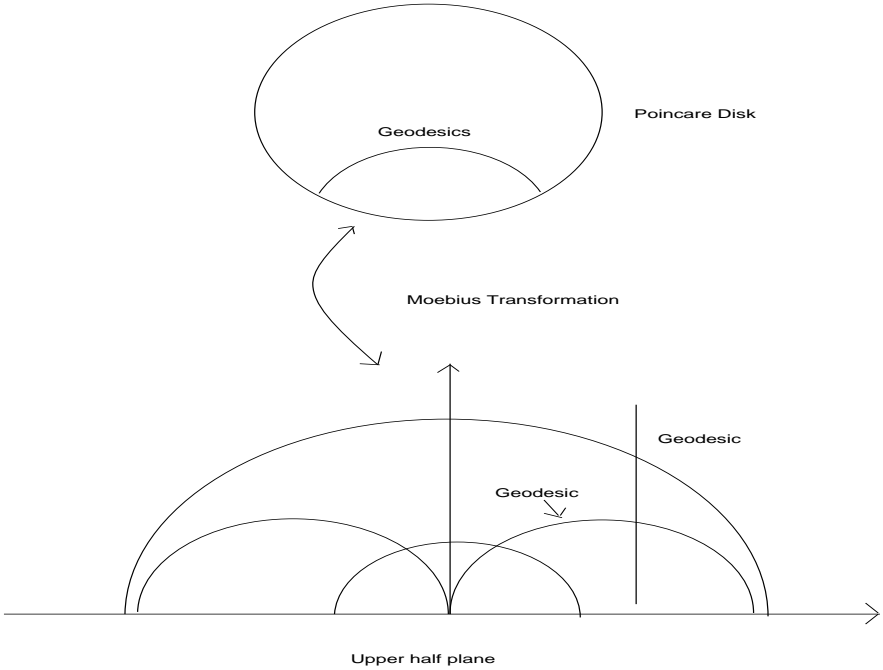 Poincare Disk
Geodesics
Moebius Transformation
Geodesic
Geodesic
Upper half plane